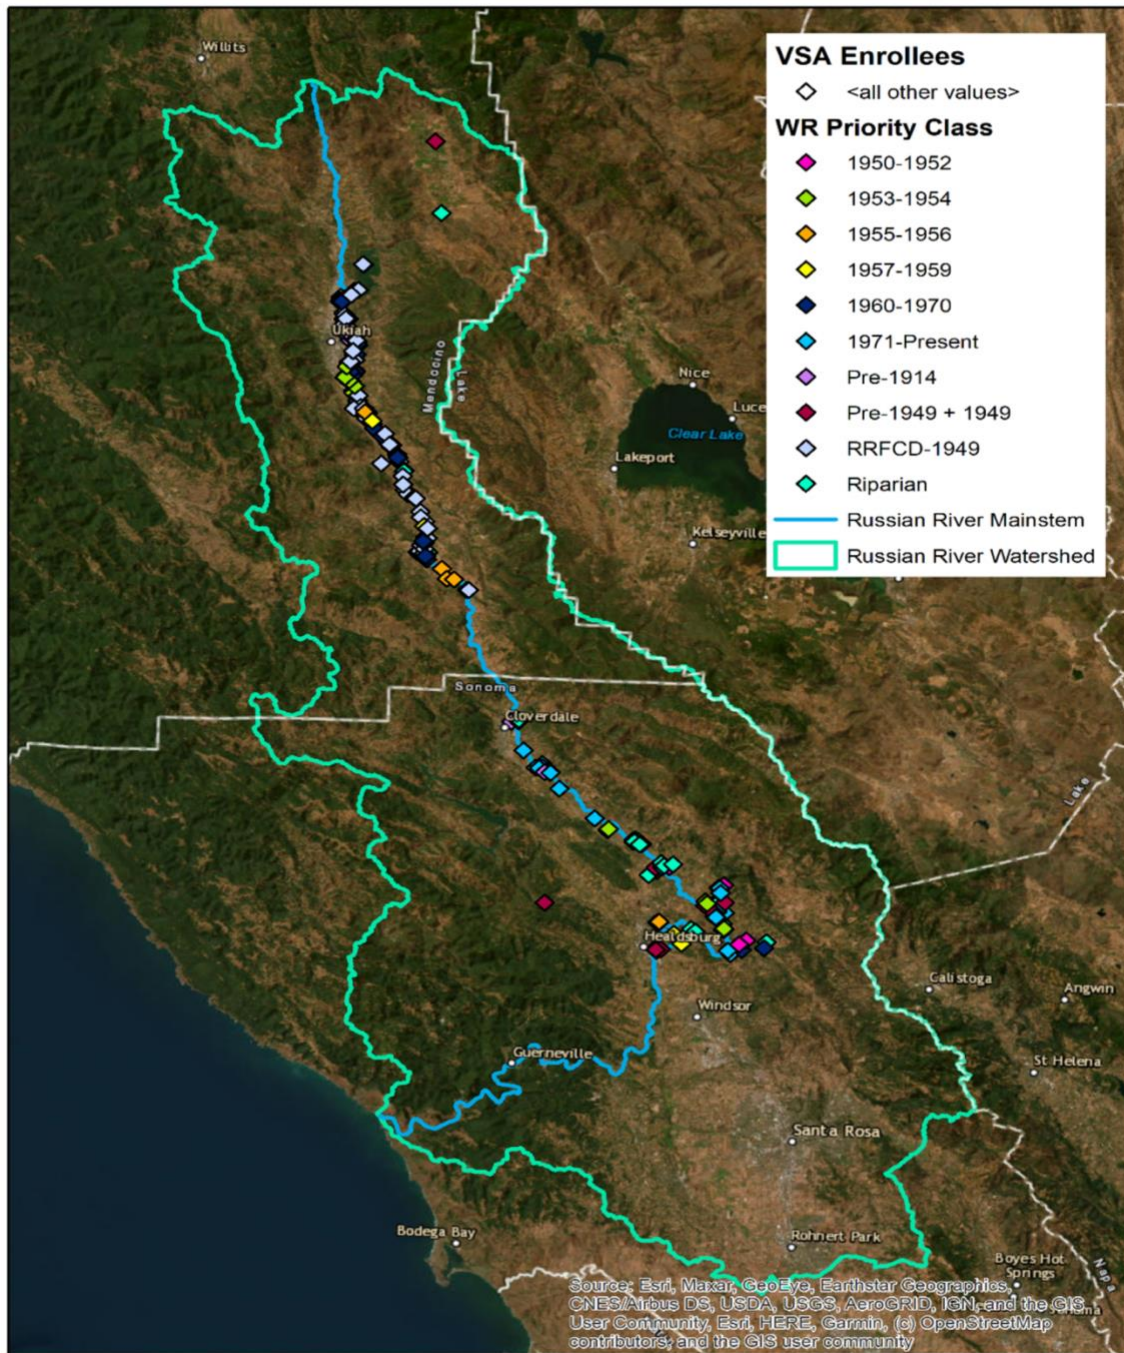 Willits
VSA Enrollees
<all other values>
WR Priority Class
1950-1952
1953-1954
1955-1956
1957-1959
1960-1970
1971-Present
Pre-1914
Pre-1949 + 1949
RRFCD-1949
Riparian
Russian River Mainstem
Russian River Watershed
Ukiah
Mendocino
Lake
Nice
Luce
Clear Lake
Lakeport
Kelseyville
Sonoma
Cloverdale
Lake
Healdsburg
Calistoga
Angwin
Windsor
Guerneville
St Helena
Santa Rosa
Bodega Bay
Rohnert Park
Boyes Hot
Springs
Napa
Source: Esri, Maxar, GeoEye, Earthstar Geographics,
CNES/Airbus DS, USDA, USGS, AeroGRID, IGN, and the GIS
User Community, Esri, HERE, Garmin, (c) OpenStreetMap
contributors, and the GIS user community